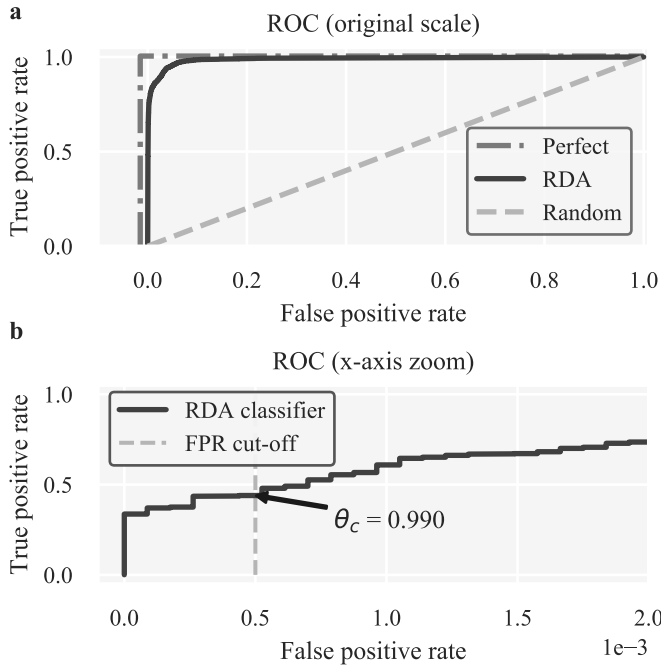 a
ROC (original scale)
True positive rate
1.0
0.5
0.0
Perfect
RDA
Random
0.0 0.2 0.4 0.6 0.8 1.0
False positive rate
b
ROC (x-axis zoom)
True positive rate
1.0
0.5
0.0
RDA classifier
FPR cut-off
θc = 0.990
0.0 0.5 1.0 1.5 2.0
1e−3
False positive rate